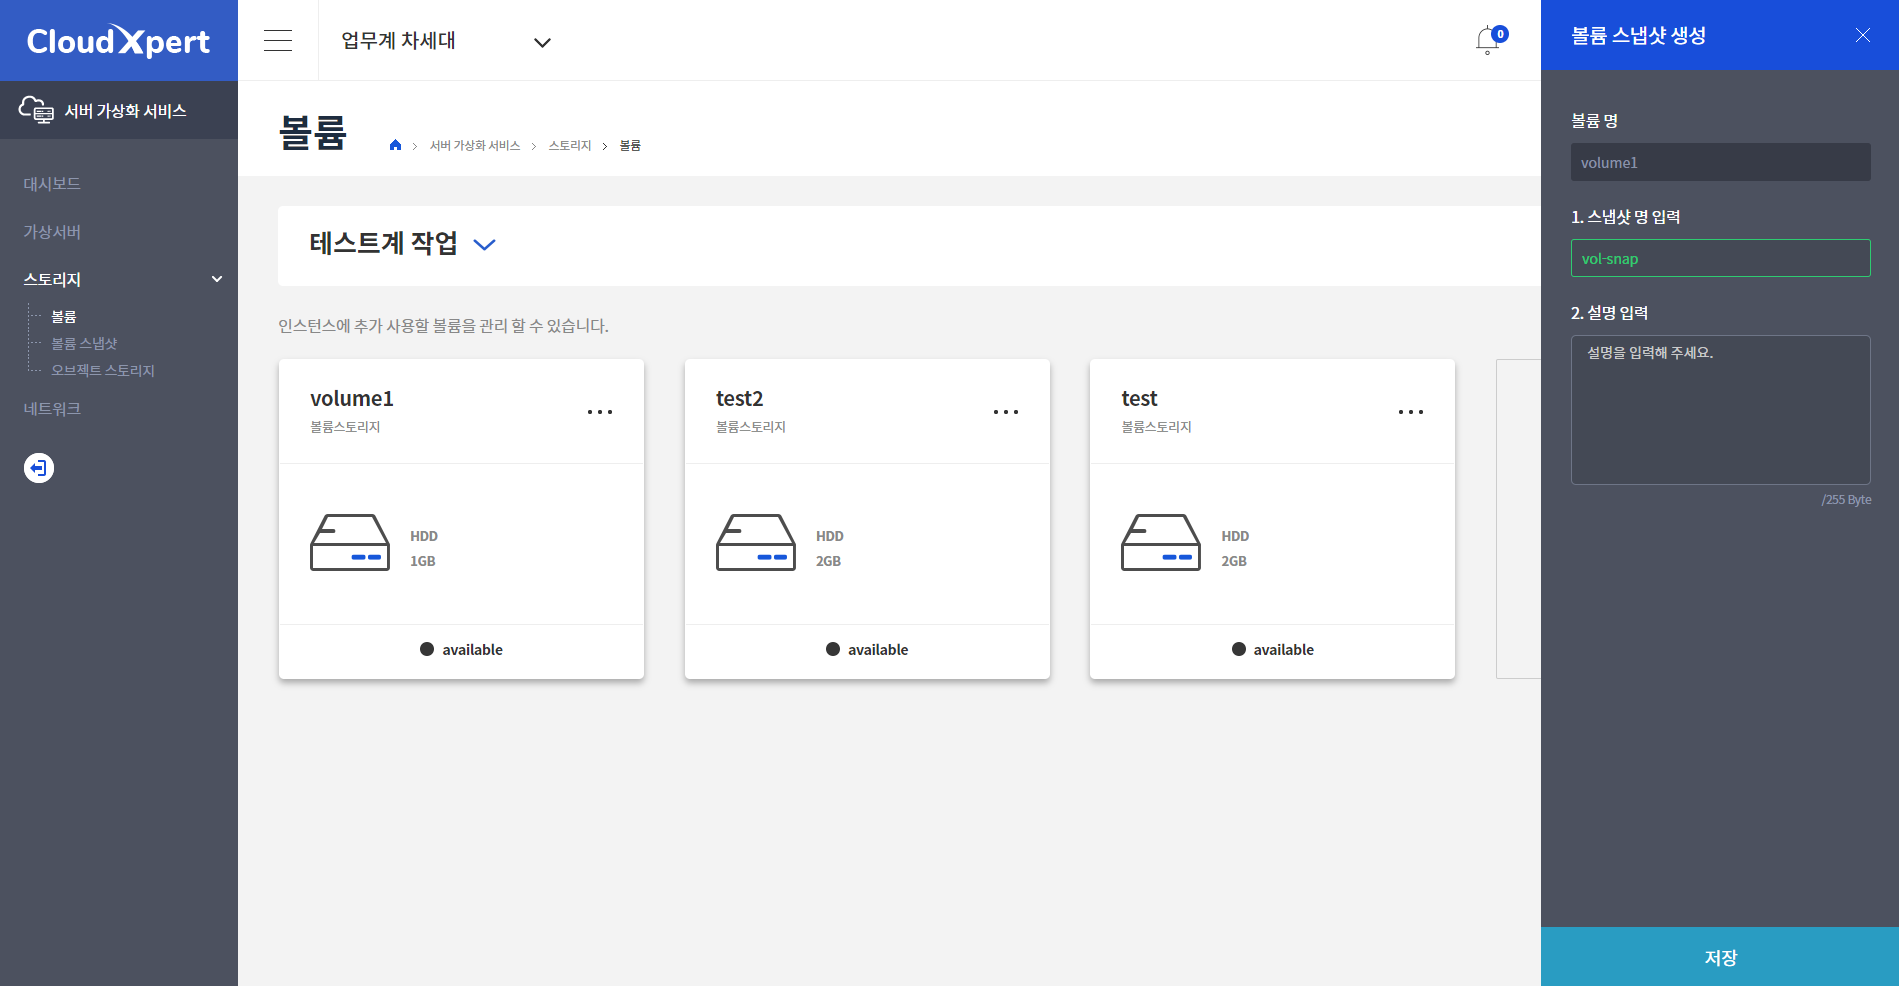 CloudXpert
서버 가상화 서비스
대시보드
가상서버
스토리지
볼륨
볼륨 스냅샷
오브젝트 스토리지
네트워크
업무계 차세대
0
볼륨
서버 가상화 서비스 > 스토리지 > 볼륨
테스트계 작업
인스턴스에 추가 사용할 볼륨을 관리 할 수 있습니다.
volume1
볼륨스토리지
HDD
1GB
available
test2
볼륨스토리지
HDD
2GB
available
test
볼륨스토리지
HDD
2GB
available
볼륨 스냅샷 생성
볼륨 명
volume1
1. 스냅샷 명 입력
vol-snap
2. 설명 입력
설명을 입력해 주세요.
/255 Byte
저장